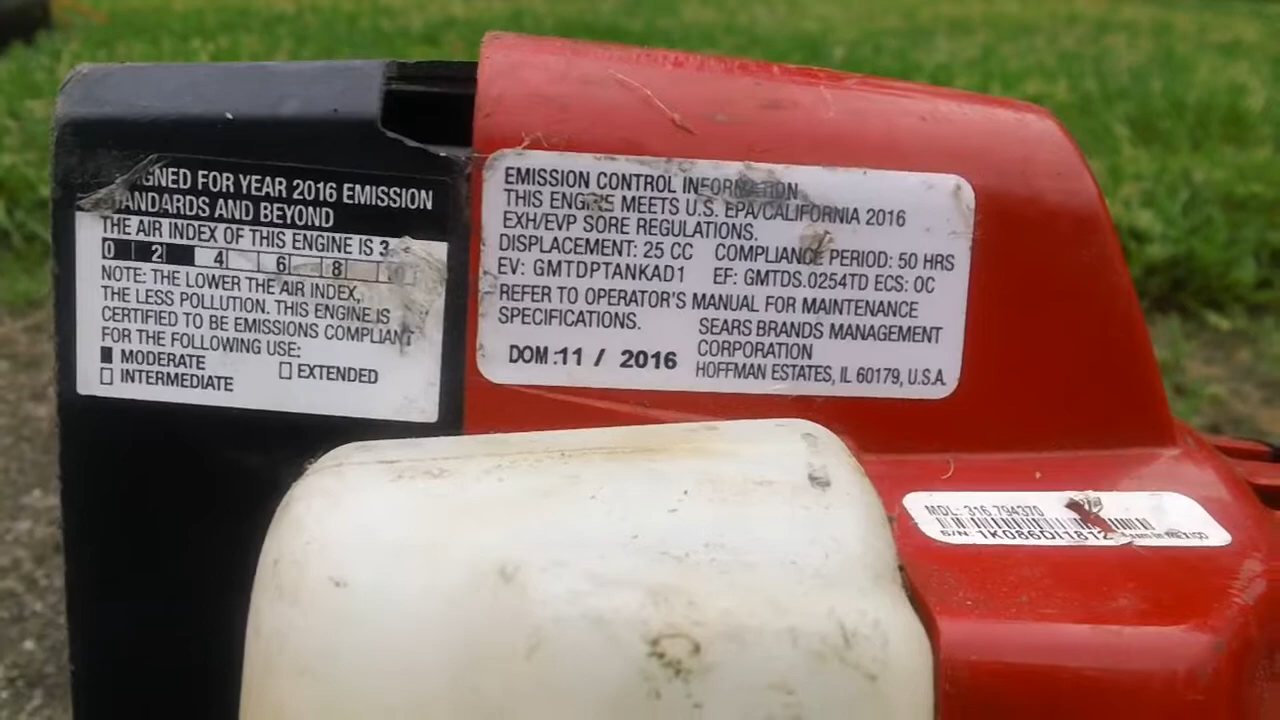 FOR YEAR 2016 EMISSION
STANDARDS AND BEYOND
THE AIR INDEX OF THIS ENGINE IS 3
0 2 4 6 8 10
NOTE: THE LOWER THE AIR INDEX,
THE LESS POLLUTION. THIS ENGINE IS
CERTIFIED TO BE EMISSIONS COMPLIANT
FOR THE FOLLOWING USE:
MODERATE
EXTENDED
INTERMEDIATE
EMISSION CONTROL INFORMATION
THIS ENGINE MEETS U.S. EPA/CALIFORNIA 2016
EXH/EVP SORE REGULATIONS.
DISPLACEMENT: 25 CC COMPLIANCE PERIOD: 50 HRS
EV: GMTDPTANKAD1 EF: GMTDS.0254TD ECS: OC
REFER TO OPERATOR'S MANUAL FOR MAINTENANCE
SPECIFICATIONS.
DOM:11 / 2016
SEARS BRANDS MANAGEMENT
CORPORATION
HOFFMAN ESTATES, IL 60179, U.S.A.
MDL: 316.794370
S/N: in MEXICO